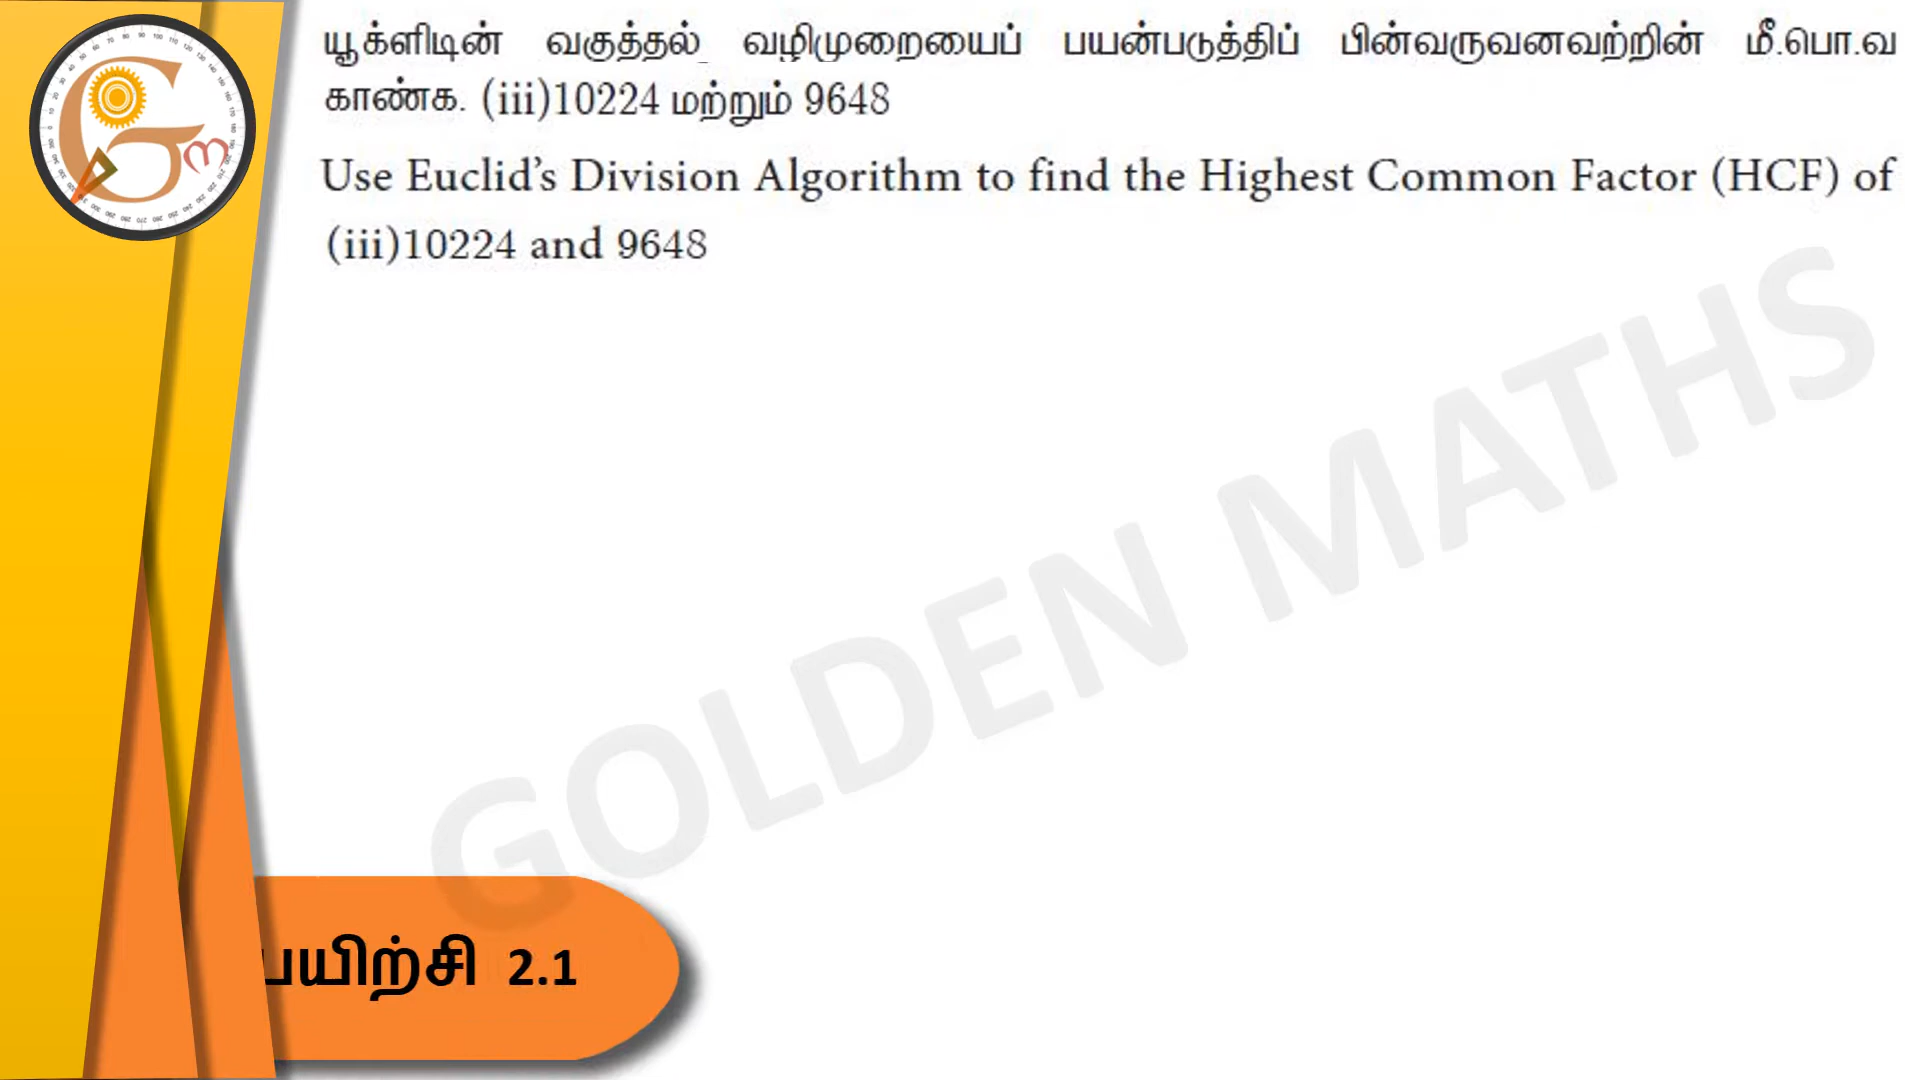 யூக்ளிடின் வகுத்தல் வழிமுறையைப் பயன்படுத்திப் பின்வருவனவற்றின் மீ.பொ.வ
காண்க. (iii)10224 மற்றும் 9648
Use Euclid’s Division Algorithm to find the Highest Common Factor (HCF) of
(iii)10224 and 9648
GOLDEN MATHS
பயிற்சி 2.1